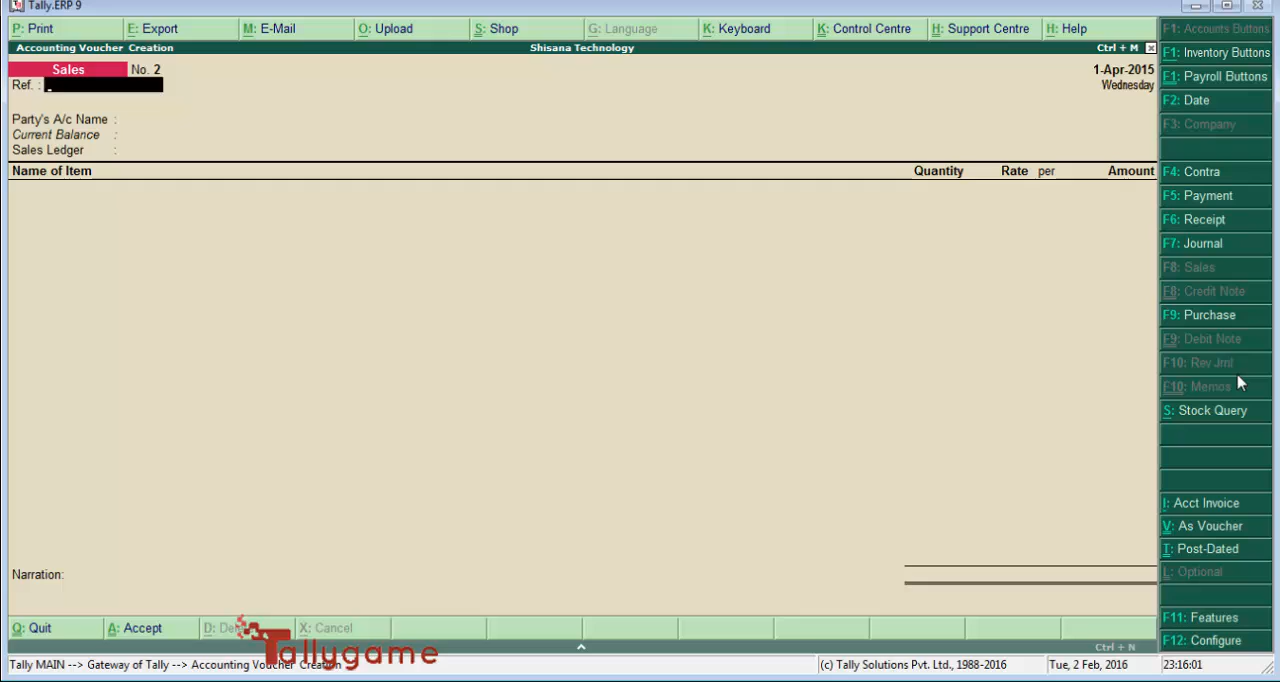 Tally.ERP 9
P: Print E: Export M: E-Mail O: Upload S: Shop G: Language K: Keyboard K: Control Centre H: Support Centre H: Help
Accounting Voucher Creation Shisana Technology Ctrl + M
Sales No. 2 1-Apr-2015
Ref. : Wednesday
Party's A/c Name :
Current Balance :
Sales Ledger :
Name of Item Quantity Rate per Amount
Narration:
F1: Accounts Buttons
F1: Inventory Buttons
F1: Payroll Buttons
F2: Date
F3: Company
F4: Contra
F5: Payment
F6: Receipt
F7: Journal
F8: Sales
F8: Credit Note
F9: Purchase
F9: Debit Note
F10: Rev Jrnl
F10: Memos
S: Stock Query
I: Acct Invoice
V: As Voucher
T: Post-Dated
L: Optional
F11: Features
F12: Configure
Q: Quit A: Accept D: X: Cancel
Tallygame
Ctrl + N
Tally MAIN --> Gateway of Tally --> Accounting Voucher Creation (c) Tally Solutions Pvt. Ltd., 1988-2016 Tue, 2 Feb, 2016 23:16:01